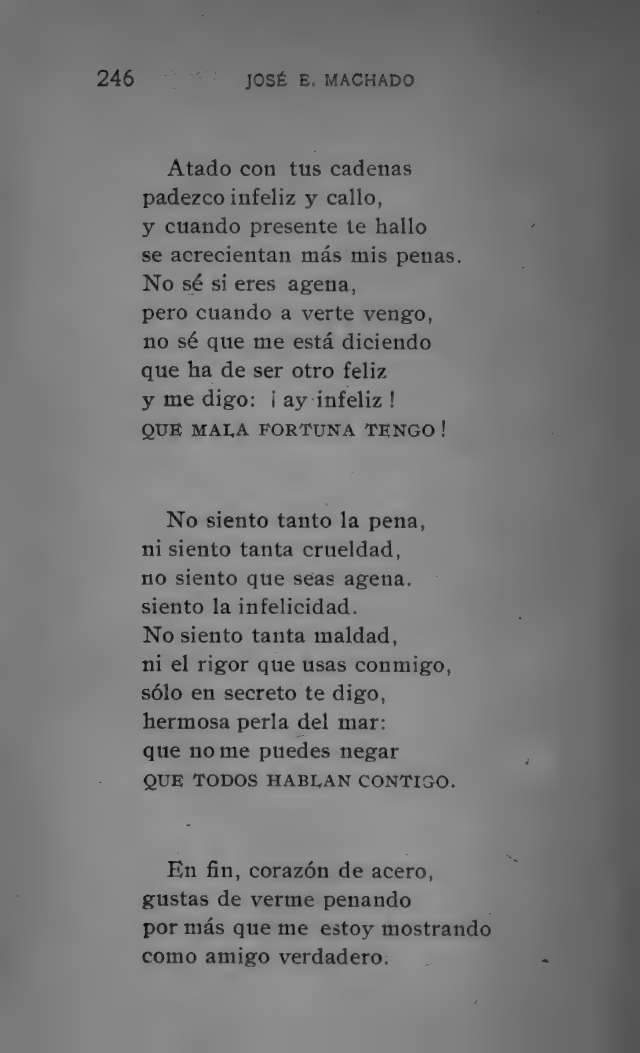 246 JOSÉ E. MACHADO
Atado con tus cadenas
padezco infeliz y callo,
y cuando presente te hallo
se acrecientan más mis penas.
No sé si eres agena,
pero cuando a verte vengo,
no sé que me está diciendo
que ha de ser otro feliz
y me digo: ¡ ay infeliz !
QUE MALA FORTUNA TENGO !
No siento tanto la pena,
ni siento tanta crueldad,
no siento que seas agena.
siento la infelicidad.
No siento tanta maldad,
ni el rigor que usas conmigo,
sólo en secreto te digo,
hermosa perla del mar:
que no me puedes negar
QUE TODOS HABLAN CONTIGO.
En fin, corazón de acero,
gustas de verme penando
por más que me estoy mostrando
como amigo verdadero.